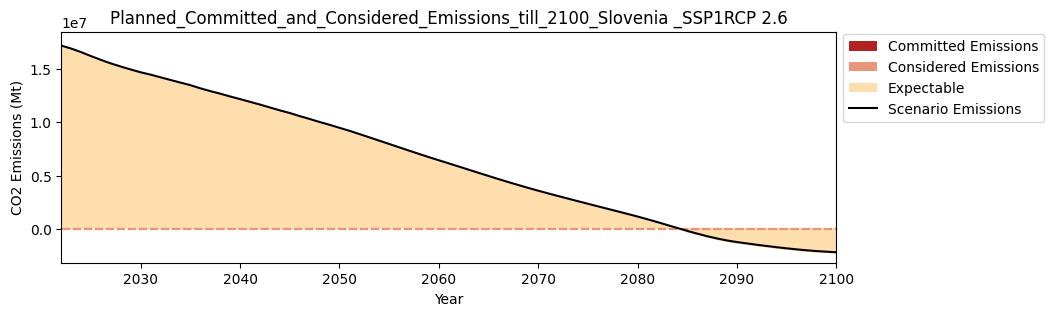 Planned_Committed_and_Considered_Emissions_till_2100_Slovenia _SSP1RCP 2.6
1e7
1.5
1.0
0.5
0.0
CO2 Emissions (Mt)
2030 2040 2050 2060 2070 2080 2090 2100
Year
Committed Emissions
Considered Emissions
Expectable
Scenario Emissions